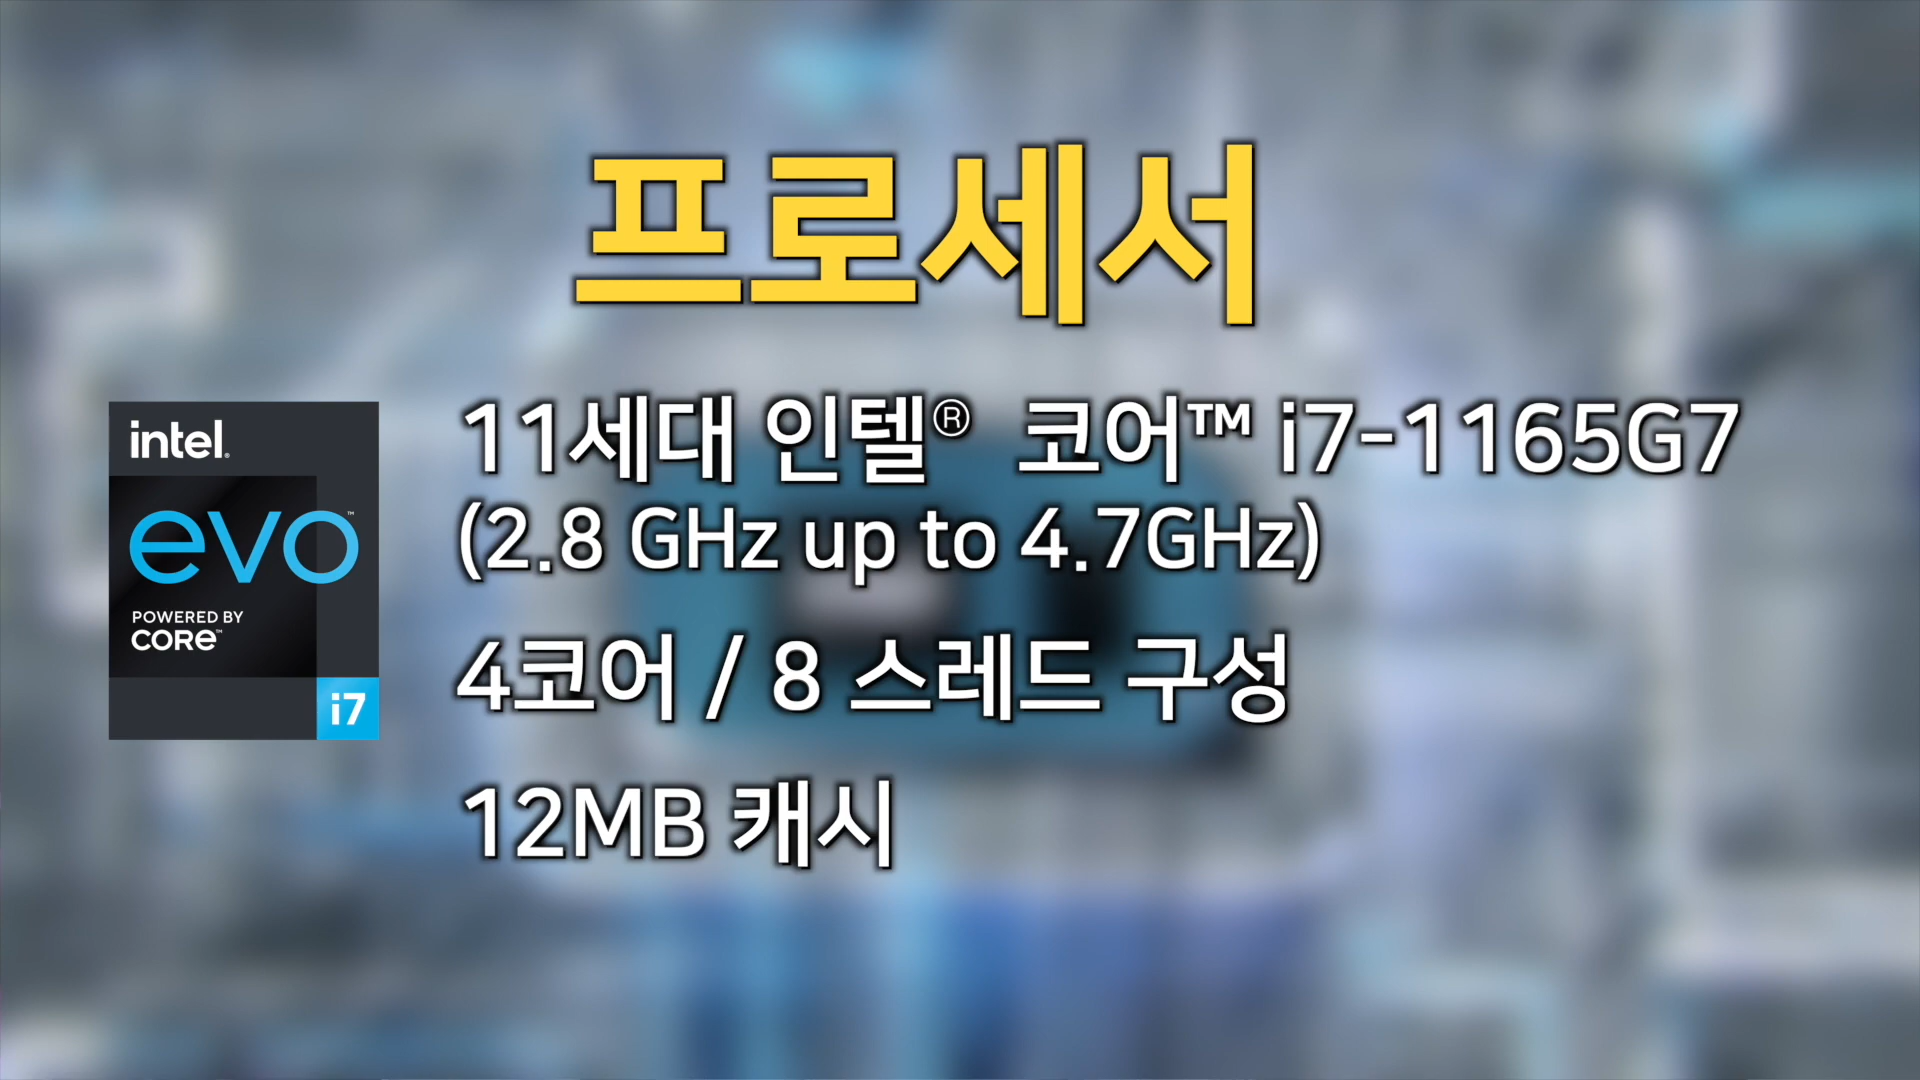 프로세서
intel®
evo™
POWERED BY
CORE™
i7
11세대 인텔® 코어™ i7-1165G7
(2.8 GHz up to 4.7GHz)
4코어 / 8 스레드 구성
12MB 캐시